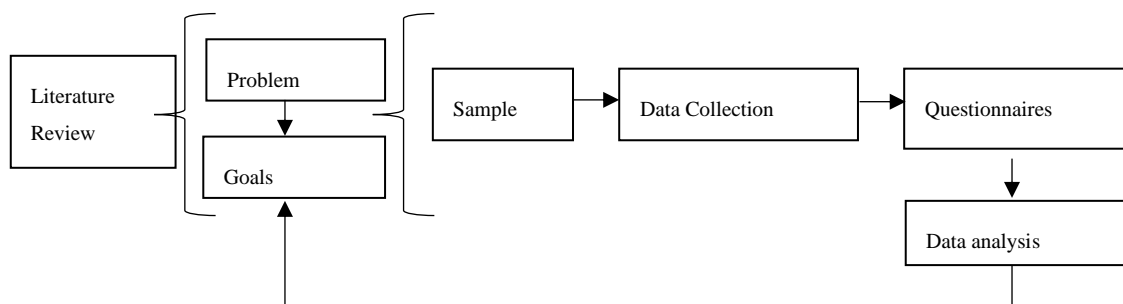 Literature
Review
Problem
Goals
Sample
Data Collection
Questionnaires
Data analysis